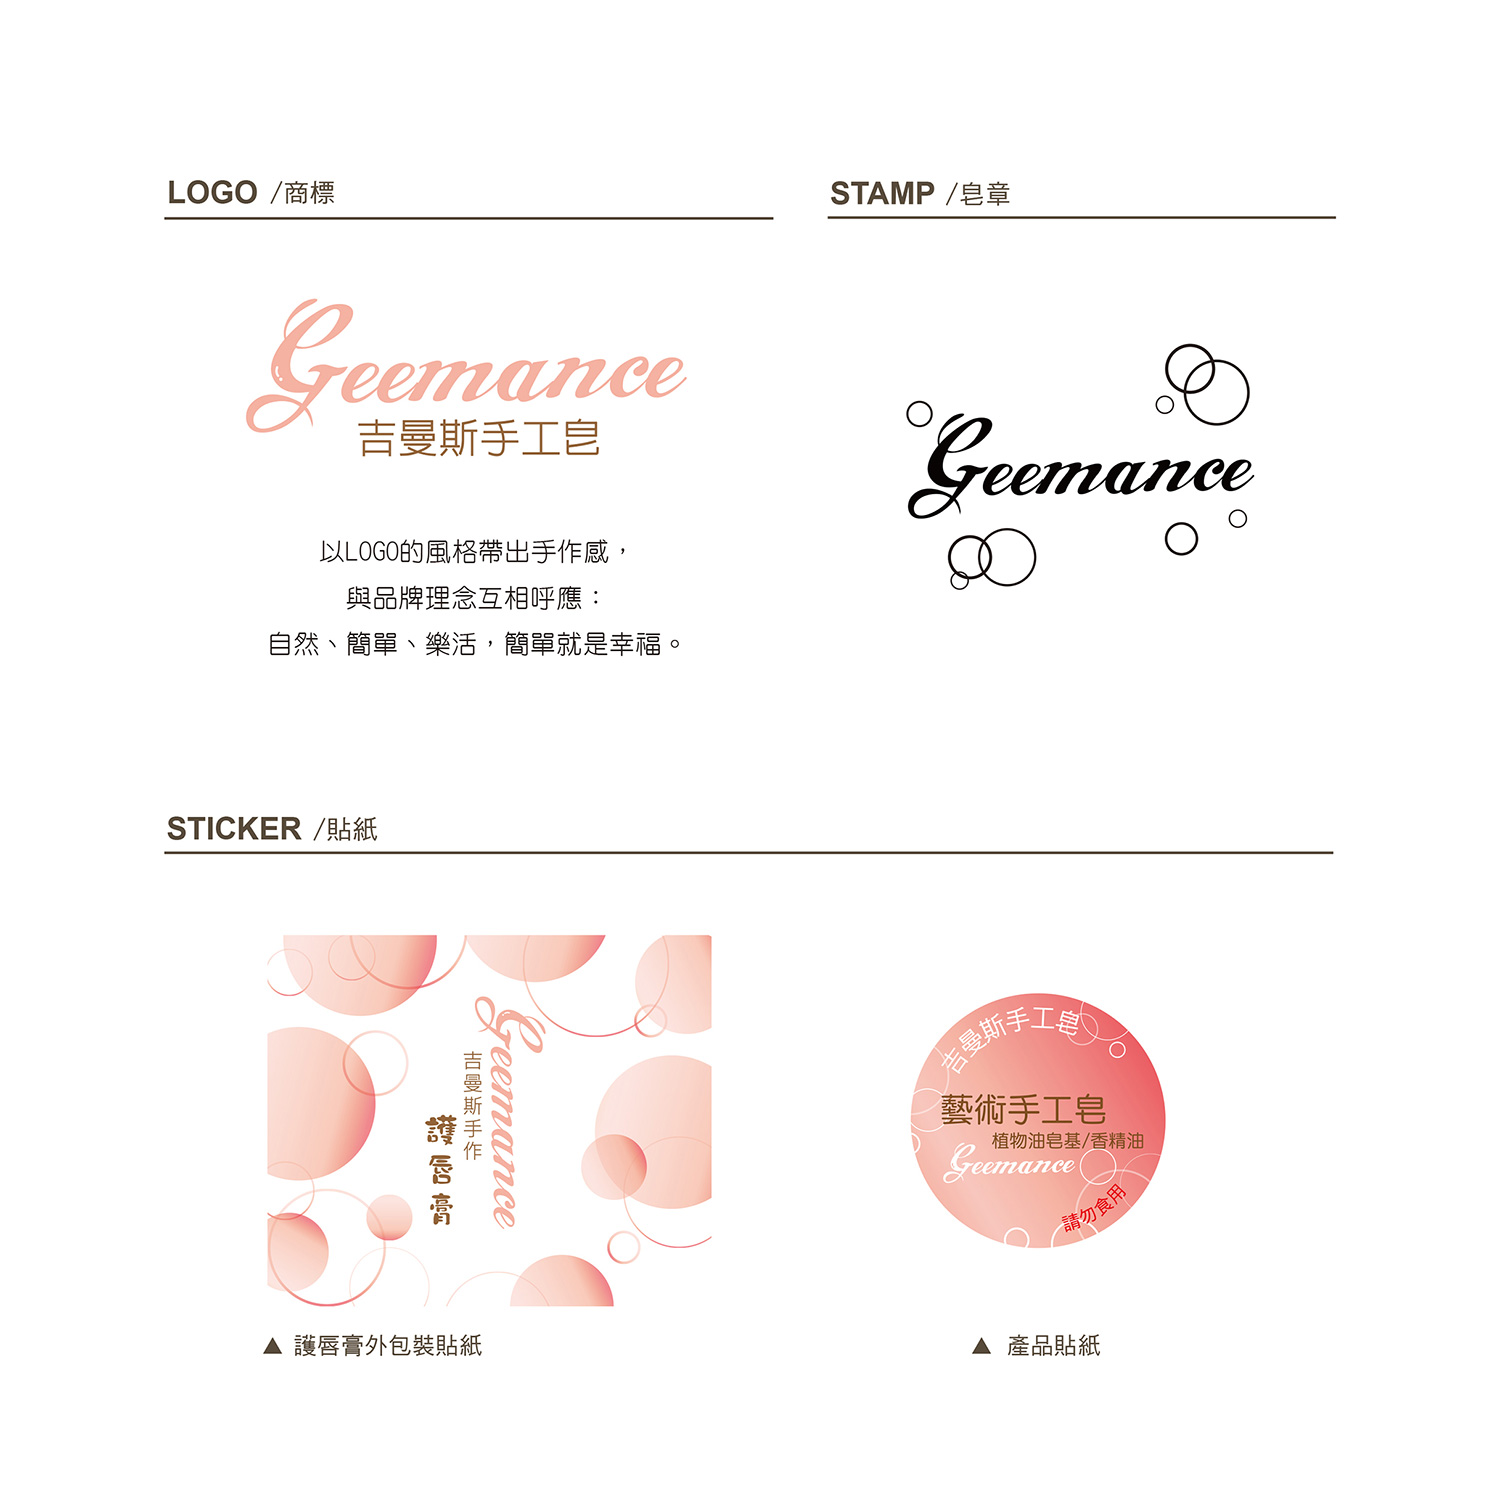 LOGO /商標
Geemance
吉曼斯手工皂
以LOGO的風格帶出手作感，
與品牌理念互相呼應：
自然、簡單、樂活，簡單就是幸福。
STAMP /皂章
Geemance
STICKER /貼紙
Geemance
吉曼斯手作
護唇膏
▲ 護唇膏外包裝貼紙
吉曼斯手工皂
藝術手工皂
植物油皂基/香精油
Geemance
請勿食用
▲ 產品貼紙